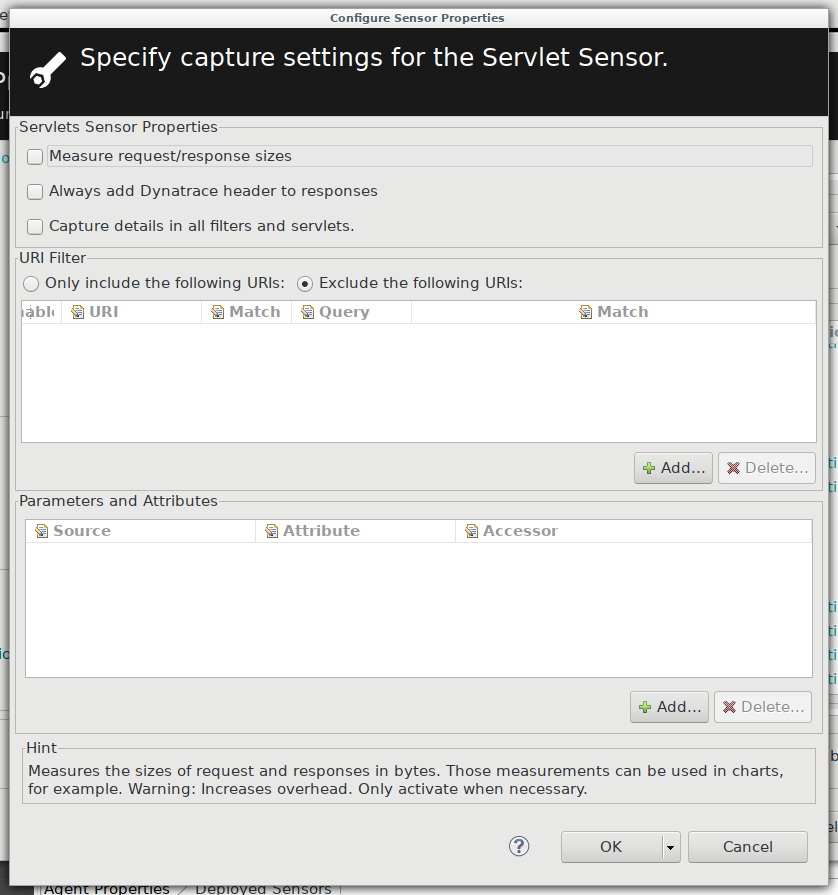 Configure Sensor Properties
Specify capture settings for the Servlet Sensor.
Servlets Sensor Properties
Measure request/response sizes
Always add Dynatrace header to responses
Capture details in all filters and servlets.
URI Filter
Only include the following URIs: Exclude the following URIs:
URI Match Query Match
Add... Delete...
Parameters and Attributes
Source Attribute Accessor
Add... Delete...
Hint
Measures the sizes of request and responses in bytes. Those measurements can be used in charts,
for example. Warning: Increases overhead. Only activate when necessary.
? OK Cancel
Agent Properties Deployed Sensors